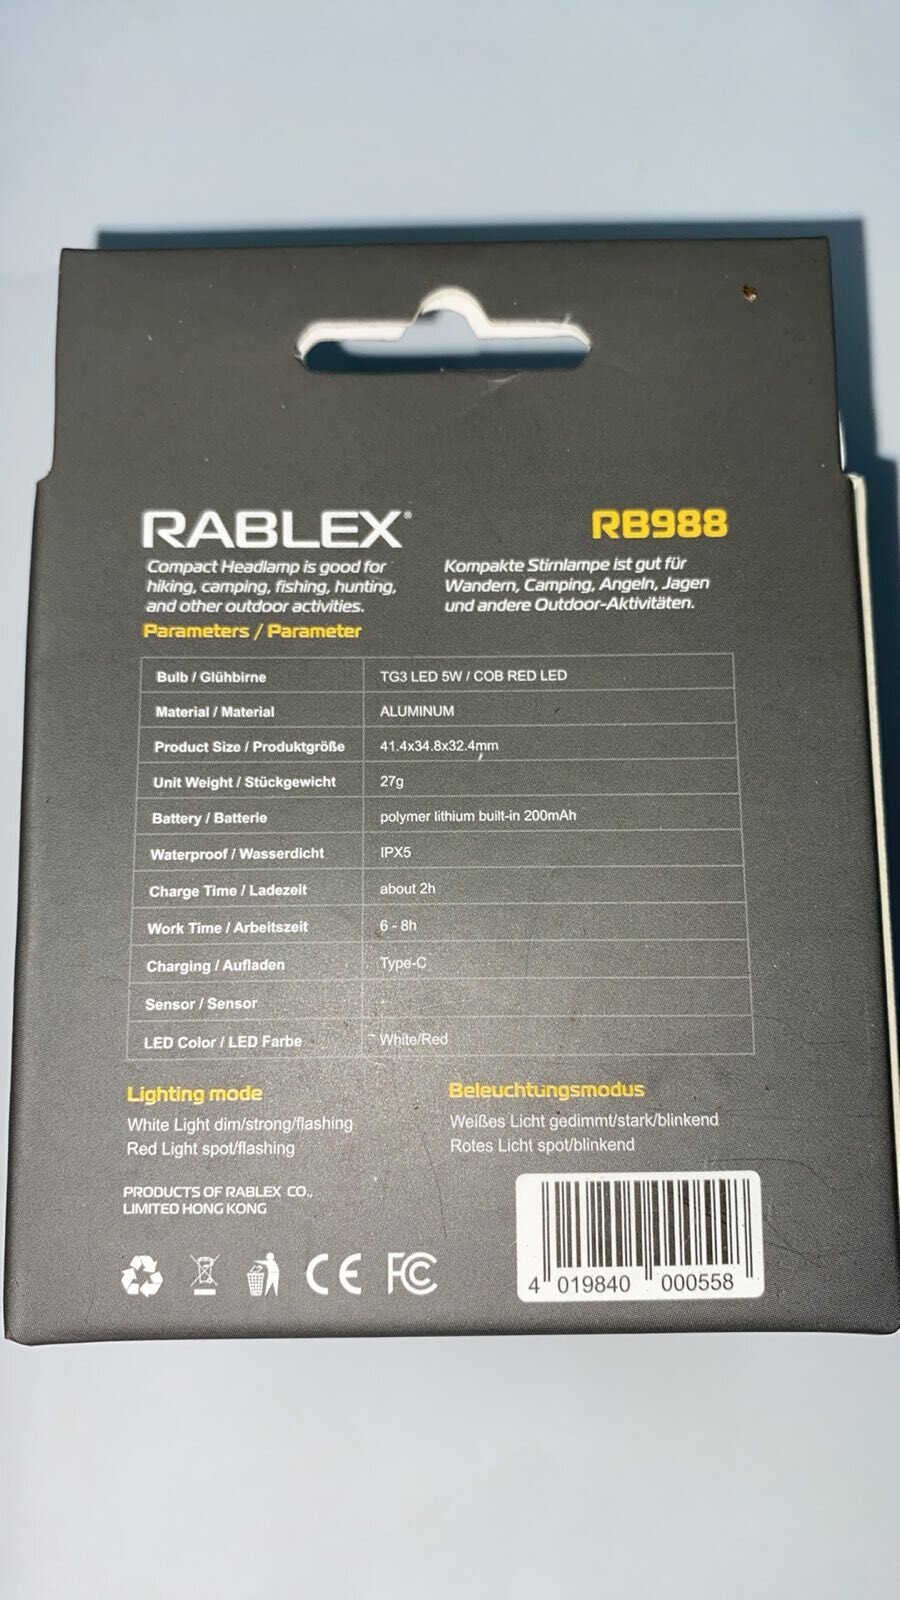 RABLEX®
RB988
Compact Headlamp is good for
hiking, camping, fishing, hunting,
and other outdoor activities.
Kompakte Stirnlampe ist gut für
Wandern, Camping, Angeln, Jagen
und andere Outdoor-Aktivitäten.
Parameters / Parameter
Bulb / Glühbirne TG3 LED 5W / COB RED LED
Material / Material ALUMINUM
Product Size / Produktgröße 41.4x34.8x32.4mm
Unit Weight / Stückgewicht 27g
Battery / Batterie polymer lithium built-in 200mAh
Waterproof / Wasserdicht IPX5
Charge Time / Ladezeit about 2h
Work Time / Arbeitszeit 6 - 8h
Charging / Aufladen Type-C
Sensor / Sensor
LED Color / LED Farbe White/Red
Lighting mode
White Light dim/strong/flashing
Red Light spot/flashing
Beleuchtungsmodus
Weißes Licht gedimmt/stark/blinkend
Rotes Licht spot/blinkend
PRODUCTS OF RABLEX CO.,
LIMITED HONG KONG
CE FC
4 019840 000558